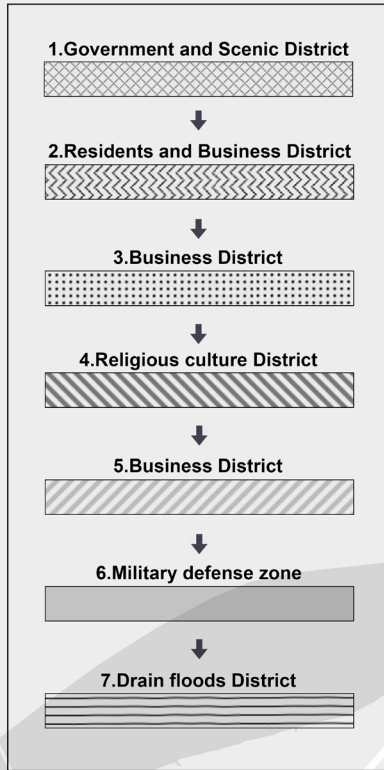 1.Government and Scenic District
2.Residents and Business District
3.Business District
4.Religious culture District
5.Business District
6.Military defense zone
7.Drain floods District